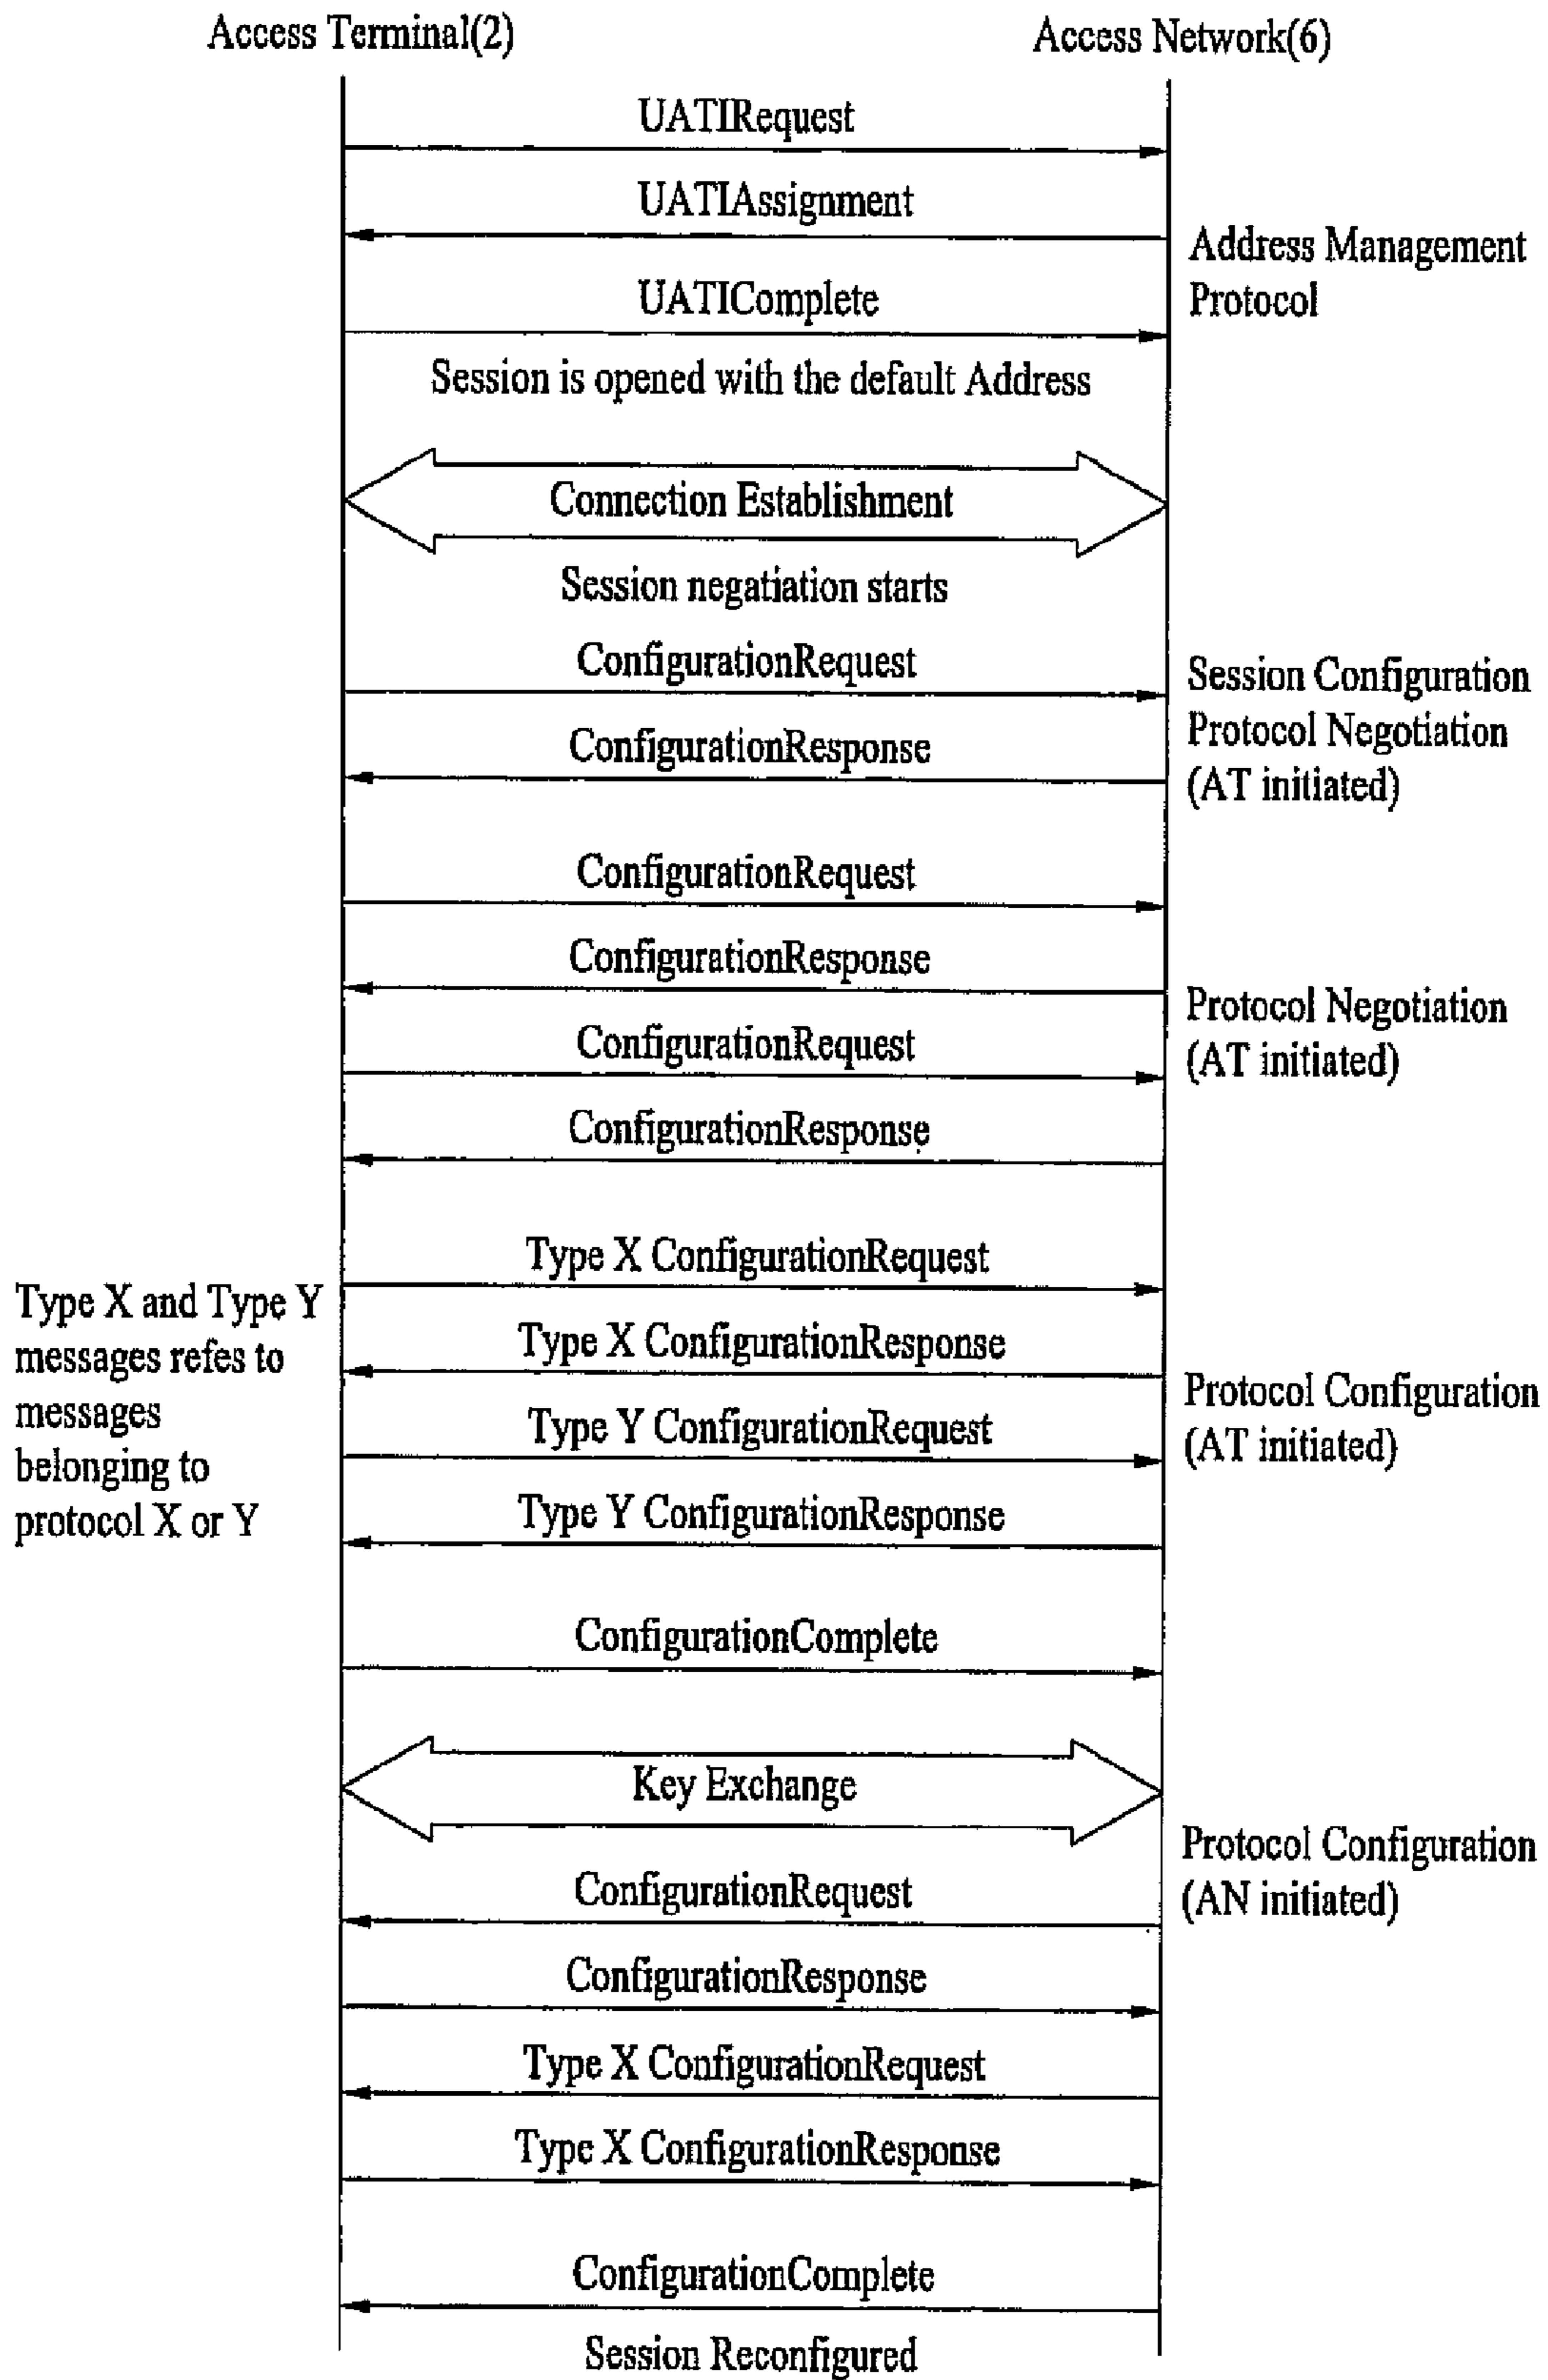 Access Terminal(2)
Access Network(6)
UATIRequest
UATIAssignment
Address Management
Protocol
UATIComplete
Session is opened with the default Address
Connection Establishment
Session negatiation starts
ConfigurationRequest
Session Configuration
Protocol Negotiation
(AT initiated)
ConfigurationResponse
ConfigurationRequest
ConfigurationResponse
Protocol Negotiation
(AT initiated)
ConfigurationRequest
ConfigurationResponse
Type X ConfigurationRequest
Type X and Type Y
messages refes to
messages
belonging to
protocol X or Y
Type X ConfigurationResponse
Protocol Configuration
(AT initiated)
Type Y ConfigurationRequest
Type Y ConfigurationResponse
ConfigurationComplete
Key Exchange
Protocol Configuration
(AN initiated)
ConfigurationRequest
ConfigurationResponse
Type X ConfigurationRequest
Type X ConfigurationResponse
ConfigurationComplete
Session Reconfigured